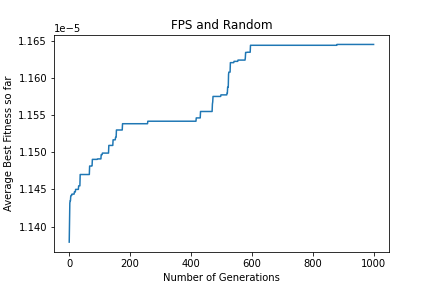 FPS and Random
1e−5
1.165
1.160
1.155
1.150
1.145
1.140
Average Best Fitness so far
0 200 400 600 800 1000
Number of Generations